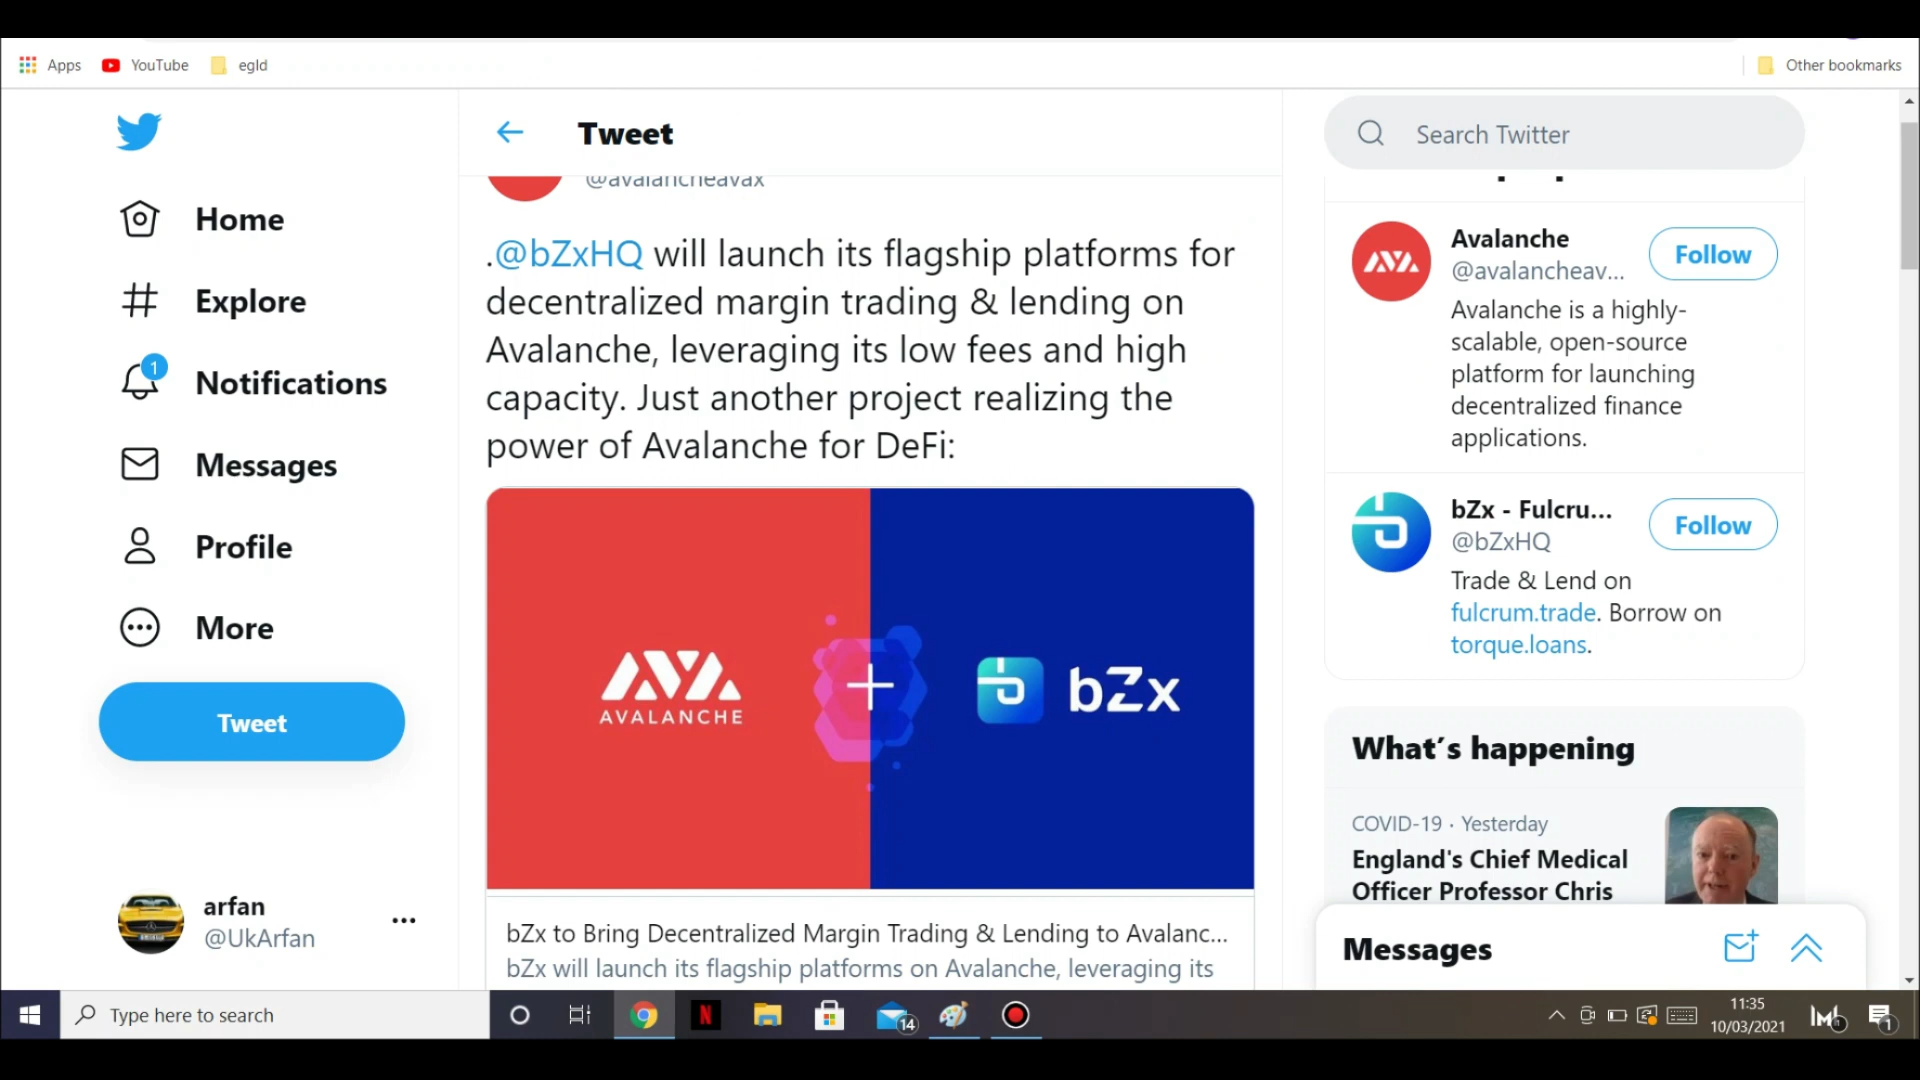 Apps
YouTube
egld
Other bookmarks
Home
Explore
1
Notifications
Messages
Profile
More
Tweet
arfan
@UkArfan
Tweet
@avalancheavax
.@bZxHQ will launch its flagship platforms for
decentralized margin trading & lending on
Avalanche, leveraging its low fees and high
capacity. Just another project realizing the
power of Avalanche for DeFi:
AVALANCHE
bZx
bZx to Bring Decentralized Margin Trading & Lending to Avalanc...
bZx will launch its flagship platforms on Avalanche, leveraging its
Search Twitter
Avalanche
@avalancheav...
Follow
Avalanche is a highly-
scalable, open-source
platform for launching
decentralized finance
applications.
bZx - Fulcru...
@bZxHQ
Follow
Trade & Lend on
fulcrum.trade. Borrow on
torque.loans.
What's happening
COVID-19 · Yesterday
England's Chief Medical
Officer Professor Chris
Messages
Type here to search
N
14
11:35
10/03/2021
1